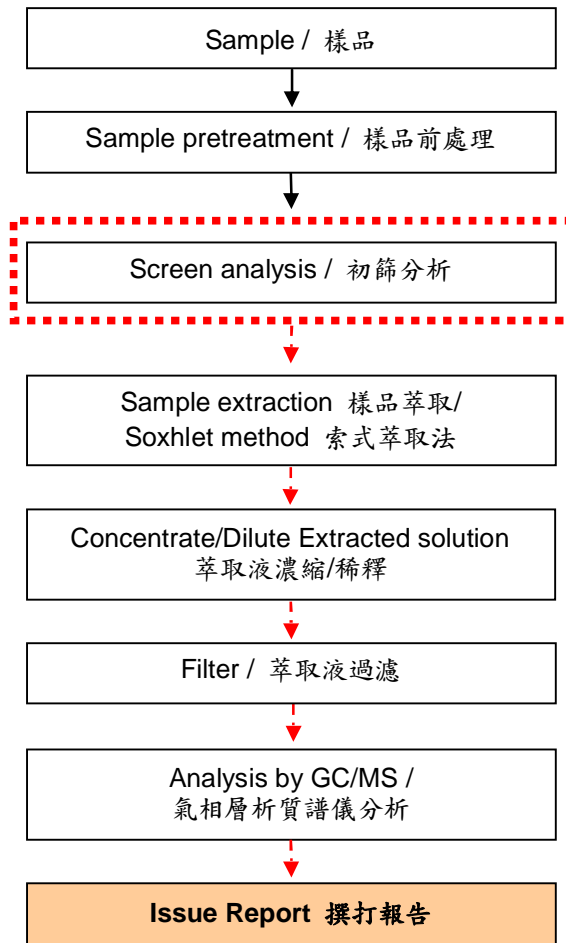 Sample / 樣品
Sample pretreatment / 樣品前處理
Screen analysis / 初篩分析
Sample extraction 樣品萃取/
Soxhlet method 索式萃取法
Concentrate/Dilute Extracted solution
萃取液濃縮/稀釋
Filter / 萃取液過濾
Analysis by GC/MS /
氣相層析質譜儀分析
Issue Report 撰打報告